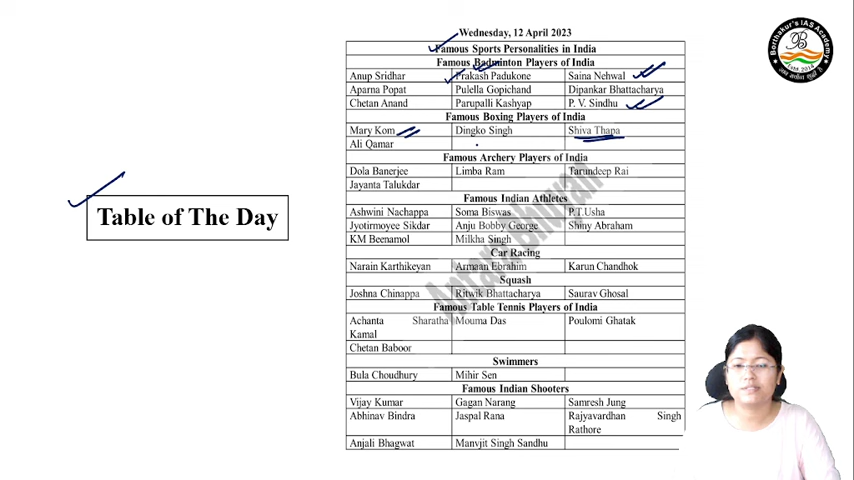 Wednesday, 12 April 2023
Famous Sports Personalities in India
Famous Badminton Players of India
Anup Sridhar Prakash Padukone Saina Nehwal
Aparna Popat Pulella Gopichand Dipankar Bhattacharya
Chetan Anand Parupalli Kashyap P. V. Sindhu
Famous Boxing Players of India
Mary Kom Dingko Singh Shiva Thapa
Ali Qamar
Famous Archery Players of India
Dola Banerjee Limba Ram Tarundeep Rai
Jayanta Talukdar
Famous Indian Athletes
Ashwini Nachappa Soma Biswas P.T.Usha
Jyotirmoyee Sikdar Anju Bobby George Shiny Abraham
KM Beenamol Milkha Singh
Car Racing
Narain Karthikeyan Armaan Ebrahim Karun Chandhok
Squash
Joshna Chinappa Ritwik Bhattacharya Saurav Ghosal
Famous Table Tennis Players of India
Achanta Sharatha Mouma Das Poulomi Ghatak
Kamal
Chetan Baboor
Swimmers
Bula Choudhury Mihir Sen
Famous Indian Shooters
Vijay Kumar Gagan Narang Samresh Jung
Abhinav Bindra Jaspal Rana Rajyavardhan Singh
Rathore
Anjali Bhagwat Manvjit Singh Sandhu
Table of The Day
Antara Bhuyan
Borthakur's IAS Academy
B
Estd. 2014